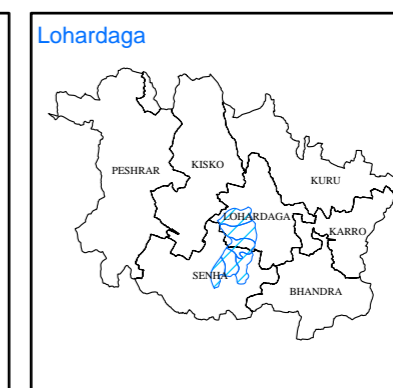 Lohardaga
PESHRAR
KISKO
KURU
LOHARDAGA
KARRO
SENHA
BHANDRA